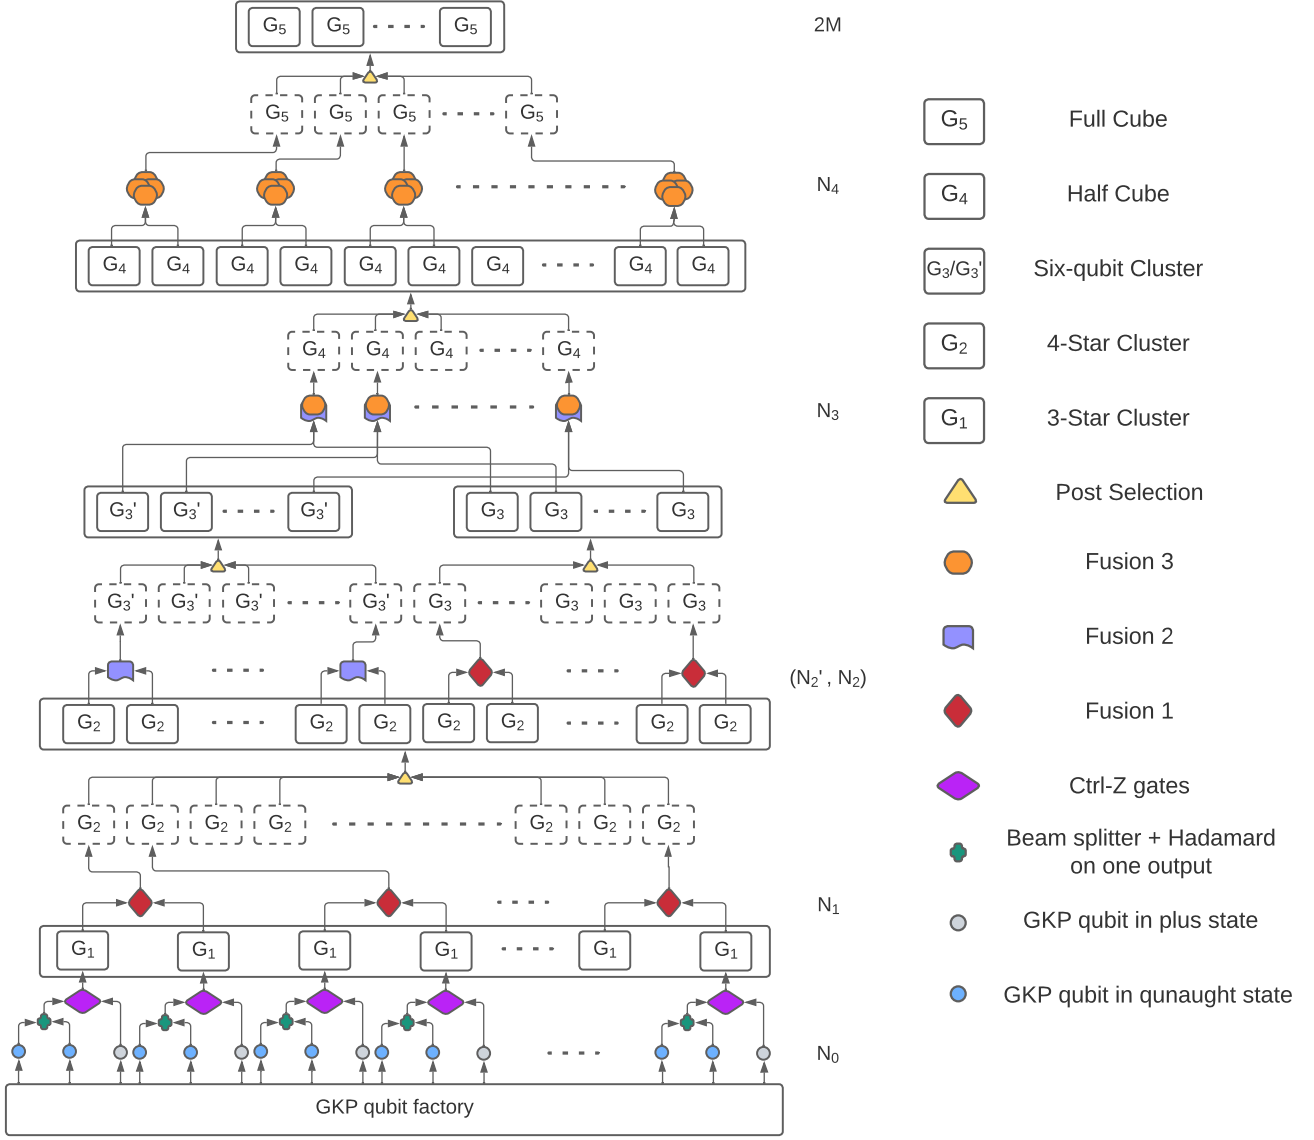 G5 G5 G5 2M
G5 G5 G5 G5
N4
G4 G4 G4 G4 G4 G4 G4 G4 G4
G4 G4 G4 G4
N3
G3' G3' G3' G3 G3 G3
G3' G3' G3' G3' G3 G3 G3 G3
(N2' , N2)
G2 G2 G2 G2 G2 G2 G2 G2
G2 G2 G2 G2 G2 G2 G2
N1
G1 G1 G1 G1 G1 G1
N0
GKP qubit factory
G5 Full Cube
G4 Half Cube
G3/G3' Six-qubit Cluster
G2 4-Star Cluster
G1 3-Star Cluster
Post Selection
Fusion 3
Fusion 2
Fusion 1
Ctrl-Z gates
Beam splitter + Hadamard
on one output
GKP qubit in plus state
GKP qubit in qunaught state